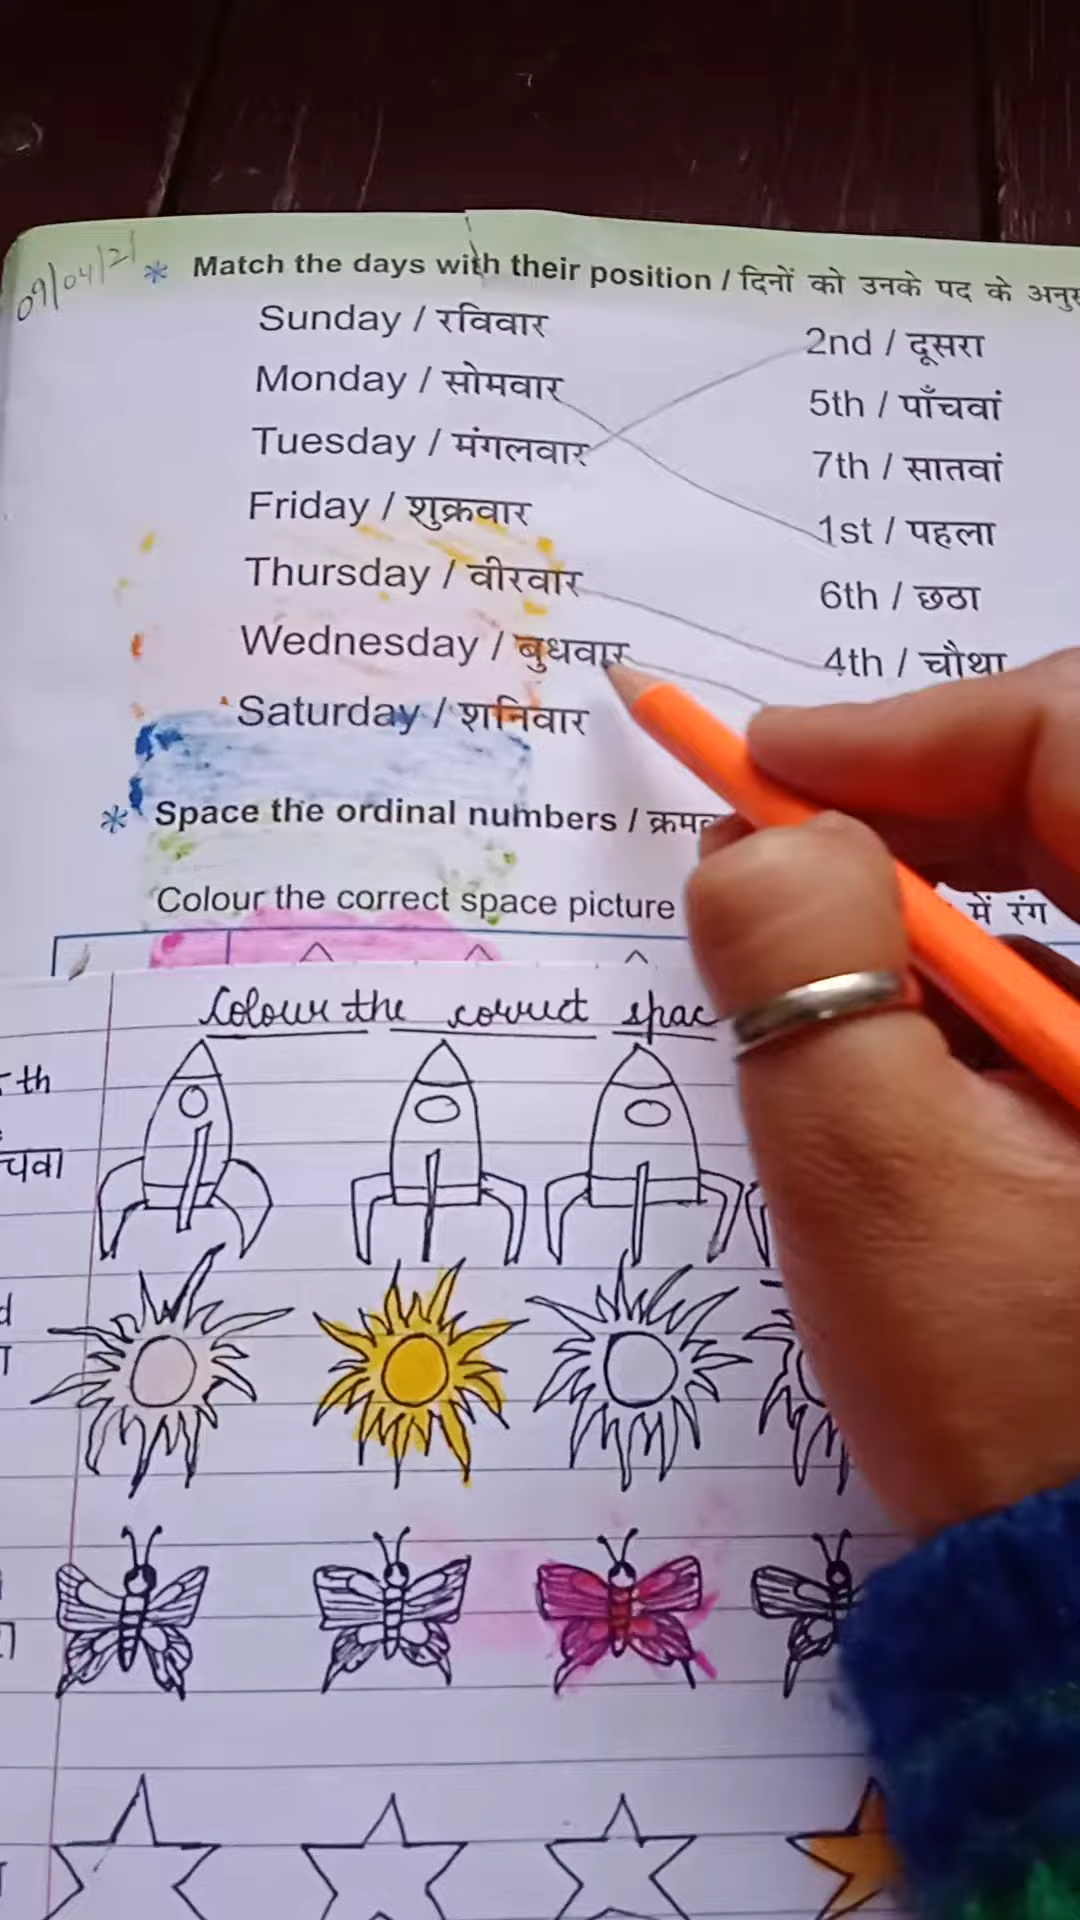 09/04/21
* Match the days with their position / दिनों को उनके पद के
Sunday / रविवार
Monday / सोमवार
Tuesday / मंगलवार
Friday / शुक्रवार
Thursday / वीरवार
Wednesday / बुधवार
Saturday / शनिवार
2nd / दूसरा
5th / पाँचवां
7th / सातवां
1st / पहला
6th / छठा
4th / चौथा
* Space the ordinal numbers /
Colour the correct space picture में रंग
Colour the correct spac
th
चवा